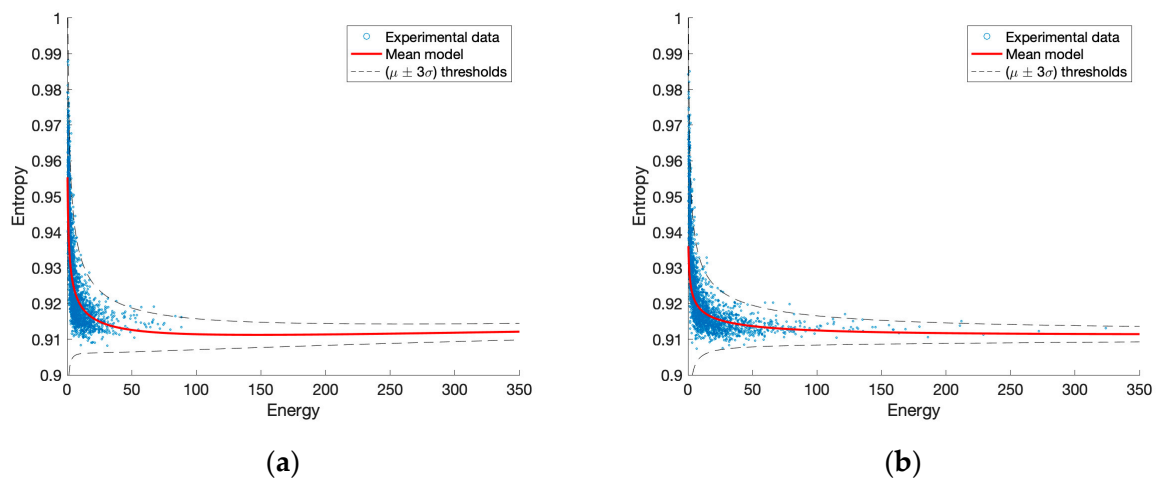 1
0.99
0.98
0.97
0.96
0.95
0.94
0.93
0.92
0.91
0.9
Entropy
0 50 100 150 200 250 300 350
Energy
Experimental data
Mean model
(μ ± 3σ) thresholds
(a)
1
0.99
0.98
0.97
0.96
0.95
0.94
0.93
0.92
0.91
0.9
Entropy
0 50 100 150 200 250 300 350
Energy
Experimental data
Mean model
(μ ± 3σ) thresholds
(b)